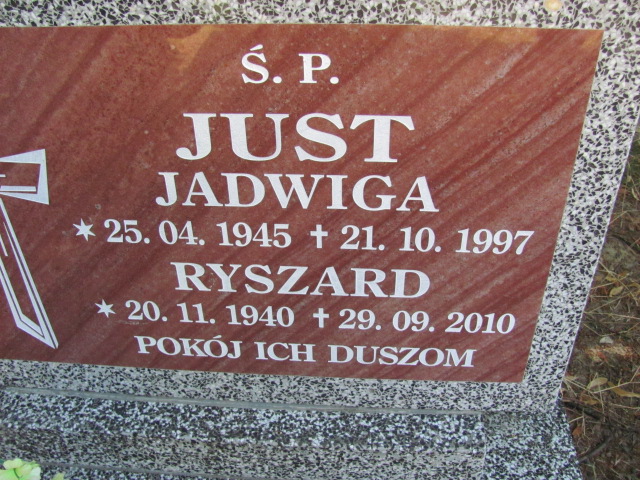 Ś. P.
JUST
JADWIGA
* 25. 04. 1945 † 21. 10. 1997
RYSZARD
* 20. 11. 1940 † 29. 09. 2010
POKÓJ ICH DUSZOM